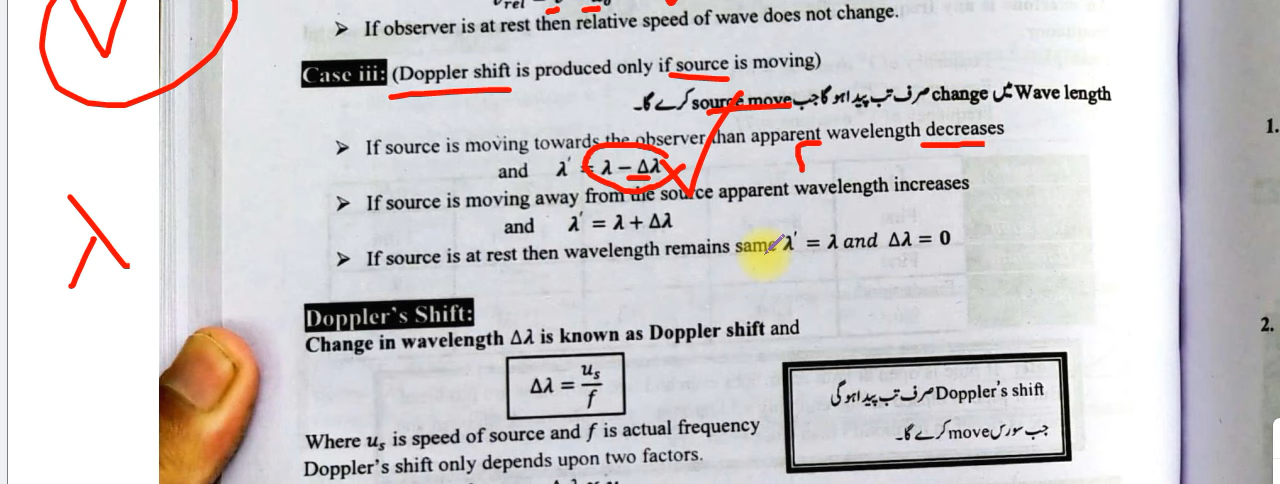 ➢ If observer is at rest then relative speed of wave does not change.
Case iii: (Doppler shift is produced only if source is moving)
Wave length میں change صرف تب پیدا ہو گا جب source move کرے گا۔
➢ If source is moving towards the observer than apparent wavelength decreases
and λ′ = λ − Δλ
➢ If source is moving away from the source apparent wavelength increases
and λ′ = λ + Δλ
➢ If source is at rest then wavelength remains same λ′ = λ and Δλ = 0
λ
Doppler's Shift:
Change in wavelength Δλ is known as Doppler shift and
Δλ = u_s / f
Doppler's shift صرف تب پیدا ہو گی
جب سورس move کرے گا۔
Where u_s is speed of source and f is actual frequency
Doppler's shift only depends upon two factors.
1.
2.